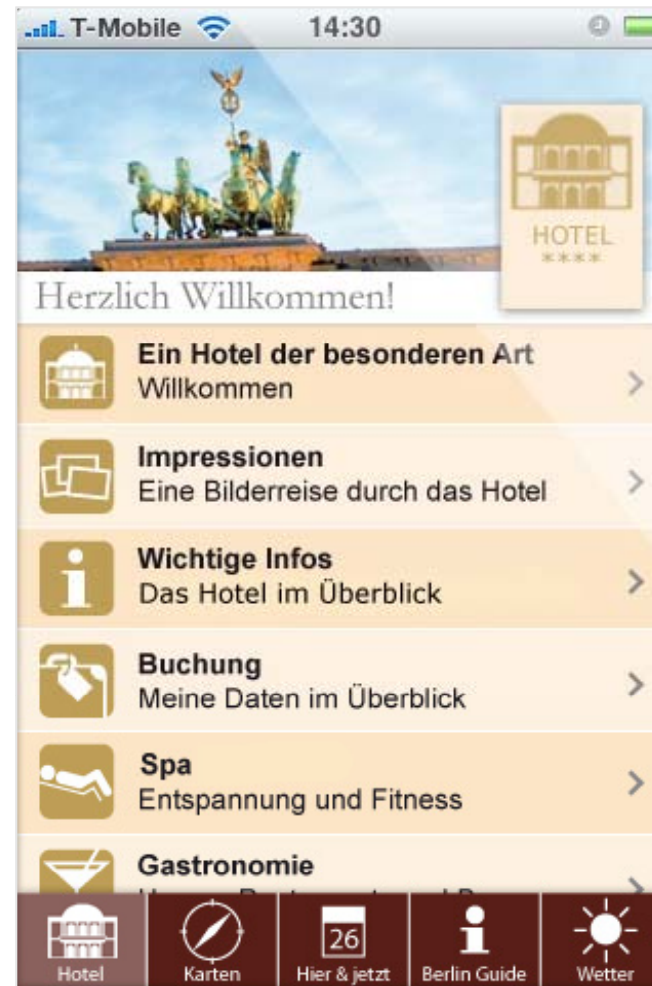 T-Mobile 14:30
HOTEL
****
Herzlich Willkommen!
Ein Hotel der besonderen Art
Willkommen
Impressionen
Eine Bilderreise durch das Hotel
Wichtige Infos
Das Hotel im Überblick
Buchung
Meine Daten im Überblick
Spa
Entspannung und Fitness
Gastronomie
26
Hotel Karten Hier & jetzt Berlin Guide Wetter